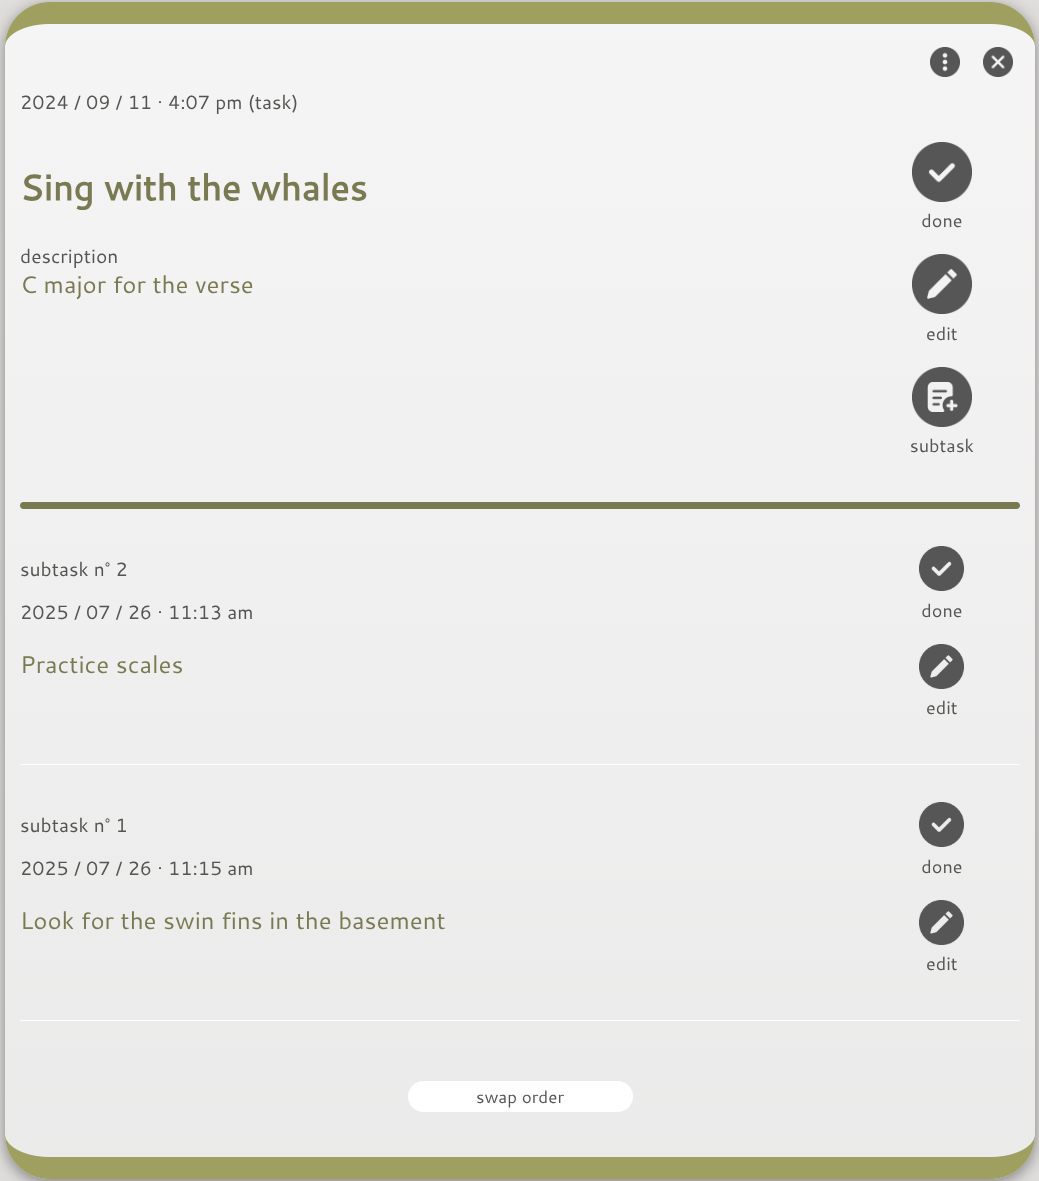 2024 / 09 / 11 · 4:07 pm (task)
Sing with the whales
done
description
C major for the verse
edit
subtask
subtask n° 2
2025 / 07 / 26 · 11:13 am
done
Practice scales
edit
subtask n° 1
2025 / 07 / 26 · 11:15 am
done
Look for the swin fins in the basement
edit
swap order